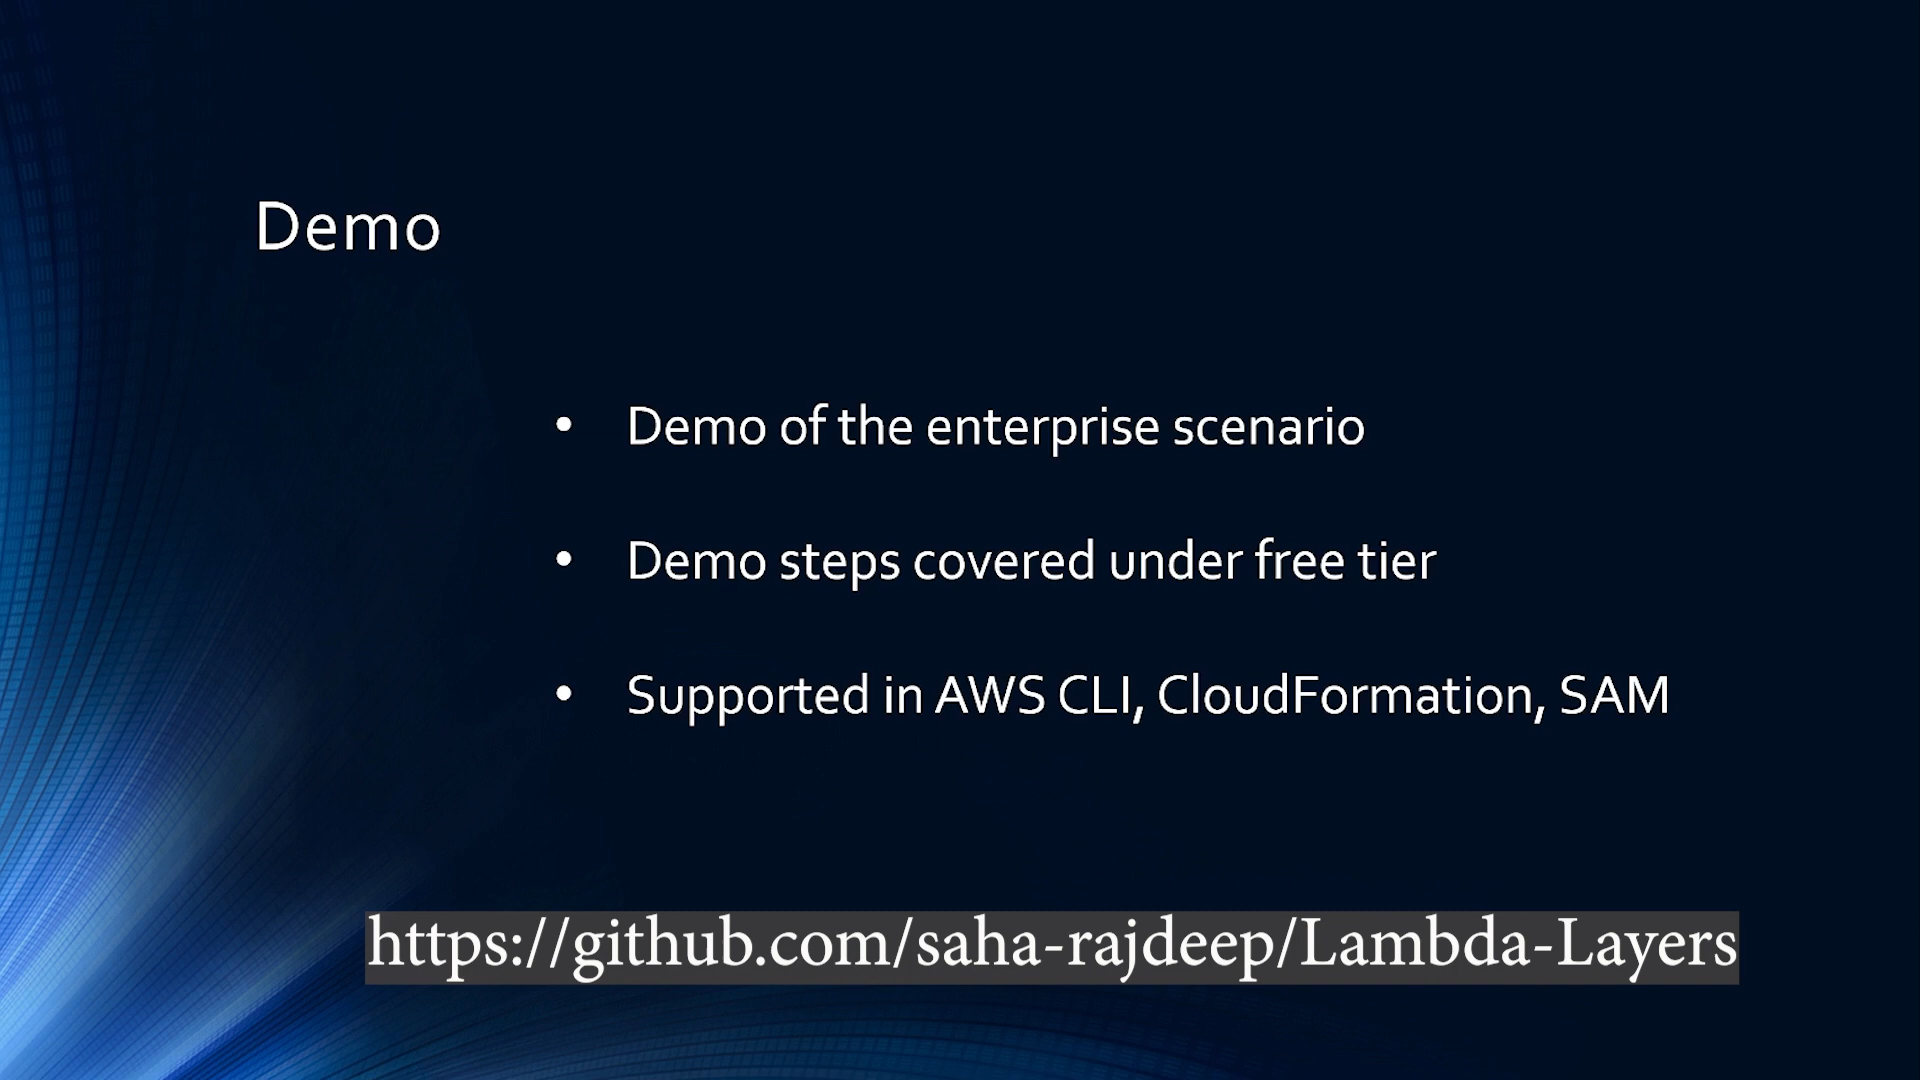 Demo
• Demo of the enterprise scenario
• Demo steps covered under free tier
• Supported in AWS CLI, CloudFormation, SAM
https://github.com/saha-rajdeep/Lambda-Layers